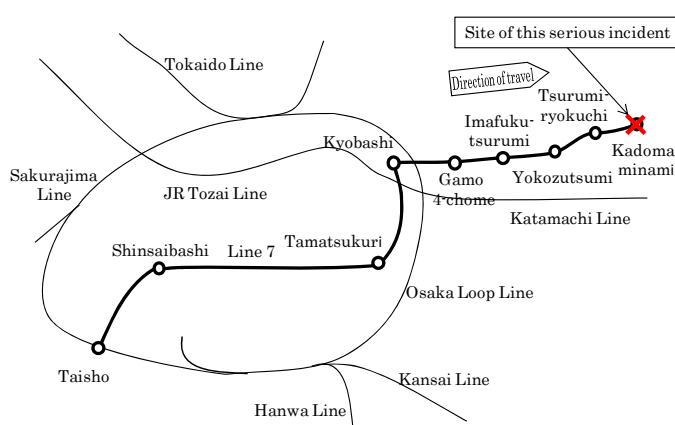 Site of this serious incident
Tokaido Line
Direction of travel
Tsurumi-
ryokuchi
Imafuku-
tsurumi
Kyobashi
Kadoma
minami
Sakurajima
Line
JR Tozai Line
Gamo
4-chome
Yokozutsumi
Katamachi Line
Shinsaibashi
Line 7
Tamatsukuri
Osaka Loop Line
Taisho
Kansai Line
Hanwa Line